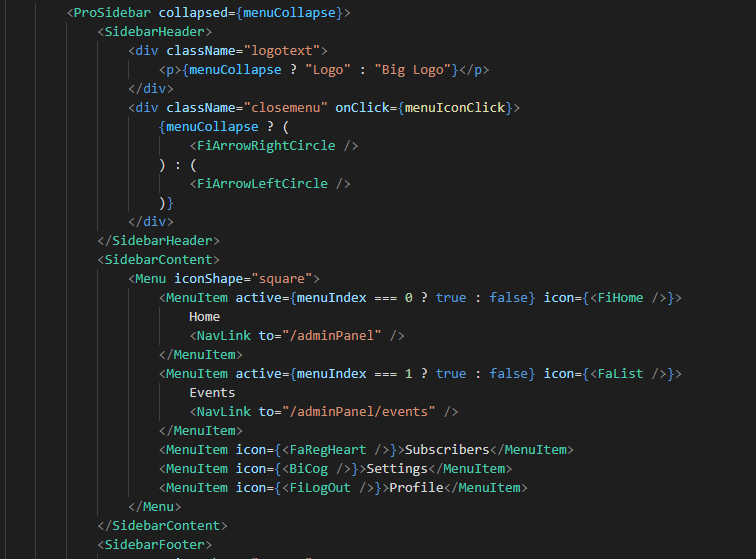 <ProSidebar collapsed={menuCollapse}>
<SidebarHeader>
<div className="logotext">
<p>{menuCollapse ? "Logo" : "Big Logo"}</p>
</div>
<div className="closemenu" onClick={menuIconClick}>
{menuCollapse ? (
<FiArrowRightCircle />
) : (
<FiArrowLeftCircle />
)}
</div>
</SidebarHeader>
<SidebarContent>
<Menu iconShape="square">
<MenuItem active={menuIndex === 0 ? true : false} icon={<FiHome />}>
Home
<NavLink to="/adminPanel" />
</MenuItem>
<MenuItem active={menuIndex === 1 ? true : false} icon={<FaList />}>
Events
<NavLink to="/adminPanel/events" />
</MenuItem>
<MenuItem icon={<FaRegHeart />}>Subscribers</MenuItem>
<MenuItem icon={<BiCog />}>Settings</MenuItem>
<MenuItem icon={<FiLogOut />}>Profile</MenuItem>
</Menu>
</SidebarContent>
<SidebarFooter>